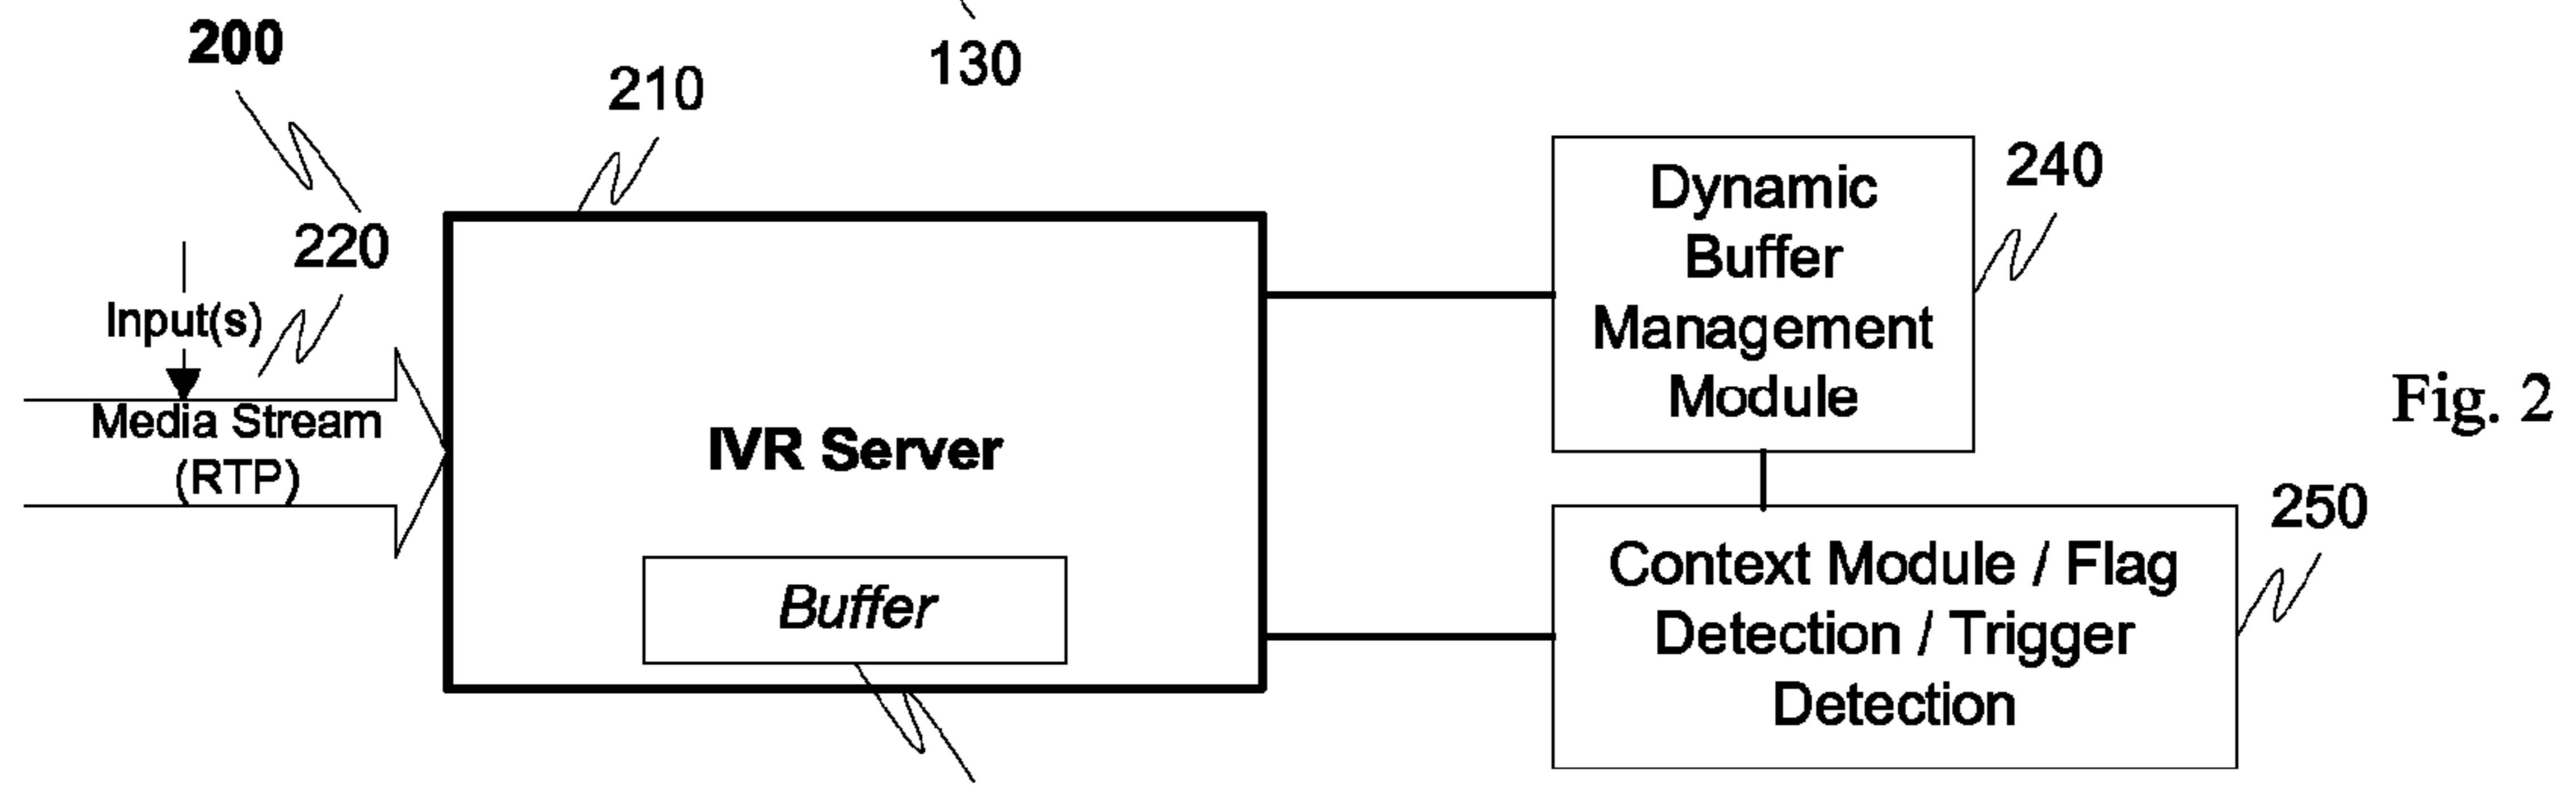 200
130
210
240
220
Input(s)
Media Stream
(RTP)
IVR Server
Buffer
Dynamic
Buffer
Management
Module
Fig. 2
250
Context Module / Flag
Detection / Trigger
Detection